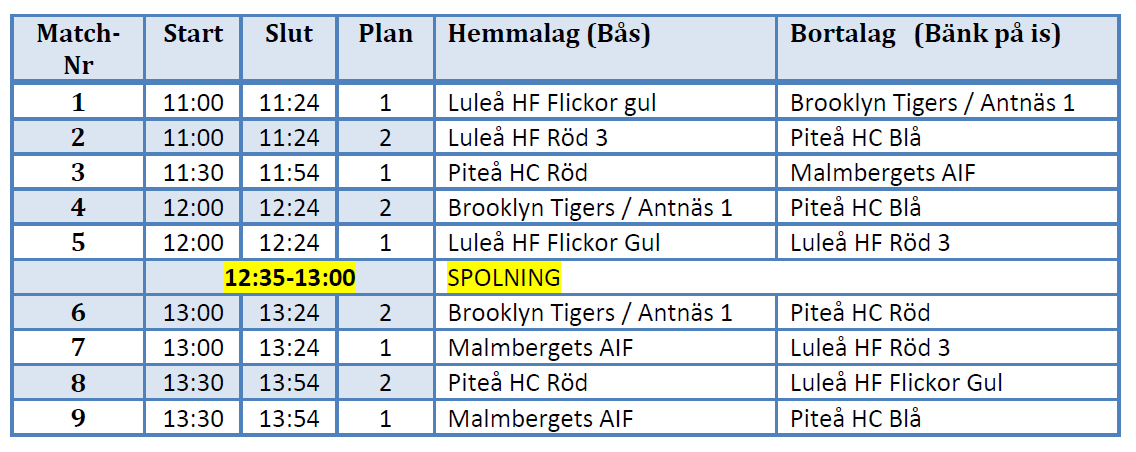 Match-Nr Start Slut Plan Hemmalag (Bås) Bortalag (Bänk på is)
1 11:00 11:24 1 Luleå HF Flickor gul Brooklyn Tigers / Antnäs 1
2 11:00 11:24 2 Luleå HF Röd 3 Piteå HC Blå
3 11:30 11:54 1 Piteå HC Röd Malmbergets AIF
4 12:00 12:24 2 Brooklyn Tigers / Antnäs 1 Piteå HC Blå
5 12:00 12:24 1 Luleå HF Flickor Gul Luleå HF Röd 3
12:35-13:00 SPOLNING
6 13:00 13:24 2 Brooklyn Tigers / Antnäs 1 Piteå HC Röd
7 13:00 13:24 1 Malmbergets AIF Luleå HF Röd 3
8 13:30 13:54 2 Piteå HC Röd Luleå HF Flickor Gul
9 13:30 13:54 1 Malmbergets AIF Piteå HC Blå